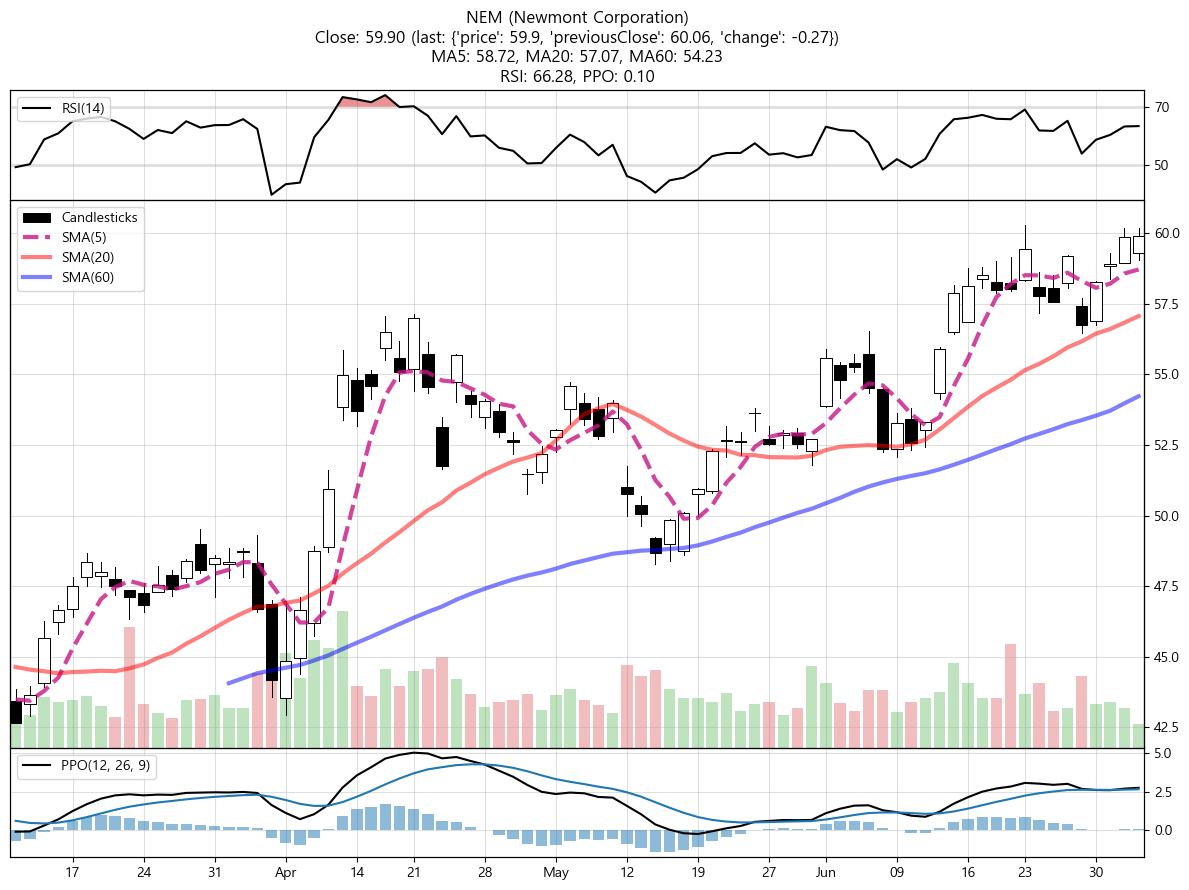 NEM (Newmont Corporation)
Close: 59.90 (last: {'price': 59.9, 'previousClose': 60.06, 'change': -0.27})
MA5: 58.72, MA20: 57.07, MA60: 54.23
RSI: 66.28, PPO: 0.10
RSI(14)
70
50
Candlesticks
SMA(5)
SMA(20)
SMA(60)
60.0
57.5
55.0
52.5
50.0
47.5
45.0
42.5
PPO(12, 26, 9)
5.0
2.5
0.0
17 24 31 Apr 14 21 28 May 12 19 27 Jun 09 16 23 30